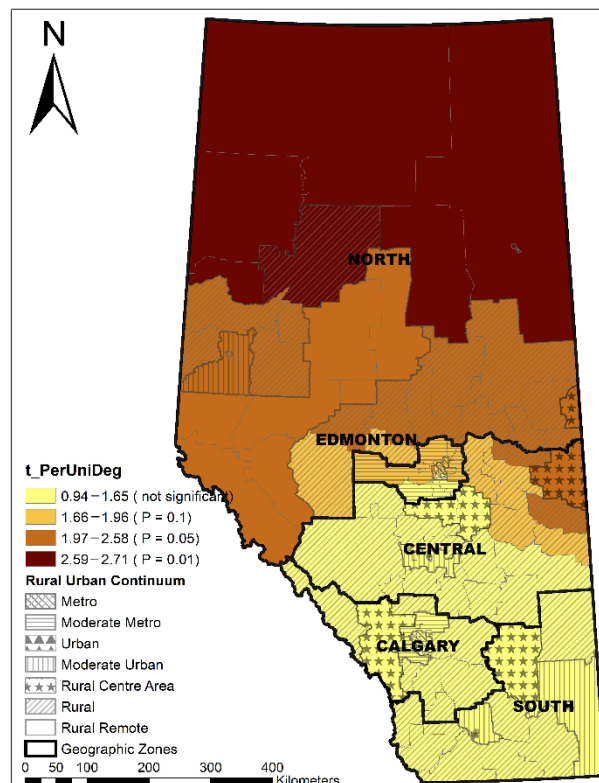 N
NORTH
EDMONTON
CENTRAL
CALGARY
SOUTH
t_PerUniDeg
0.94–1.65 ( not significant)
1.66–1.96 (P = 0.1)
1.97–2.58 (P = 0.05)
2.59–2.71 (P = 0.01)
Rural Urban Continuum
Metro
Moderate Metro
Urban
Moderate Urban
Rural Centre Area
Rural
Rural Remote
Geographic Zones
0 50 100 200 300 400
Kilometers